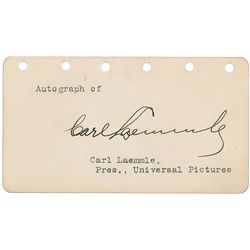 Autograph of
Carl Laemmle
Carl Laemmle,
Pres., Universal Pictures